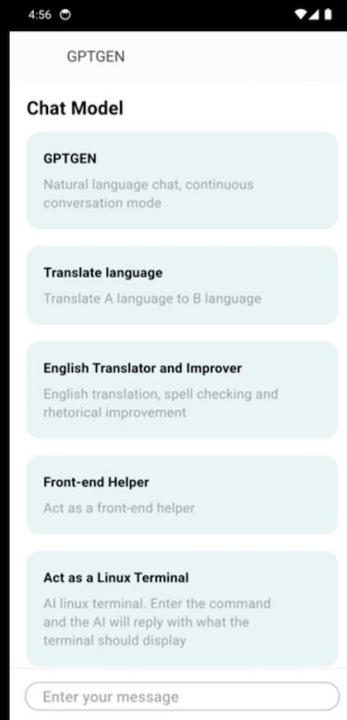 4:56
GPTGEN
Chat Model
GPTGEN
Natural language chat, continuous
conversation mode
Translate language
Translate A language to B language
English Translator and Improver
English translation, spell checking and
rhetorical improvement
Front-end Helper
Act as a front-end helper
Act as a Linux Terminal
AI linux terminal. Enter the command
and the AI will reply with what the
terminal should display
Enter your message